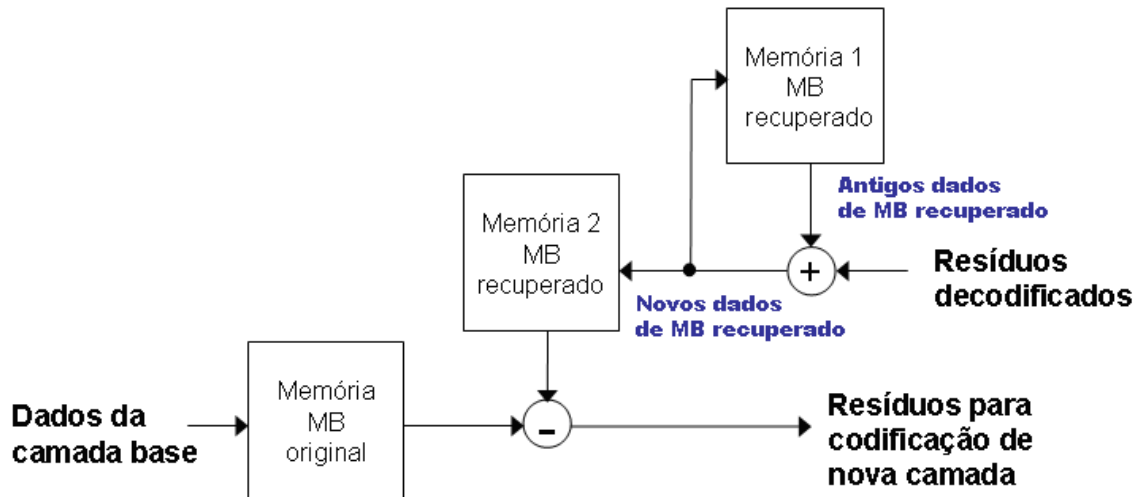 Memória 1
MB
recuperado
Antigos dados
de MB recuperado
Memória 2
MB
recuperado
Resíduos
decodificados
Novos dados
de MB recuperado
+
Dados da
camada base
Memória
MB
original
-
Resíduos para
codificação de
nova camada